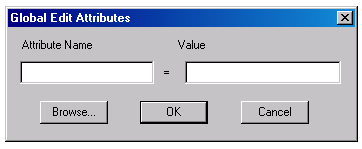 Global Edit Attributes
Attribute Name Value
=
Browse... OK Cancel